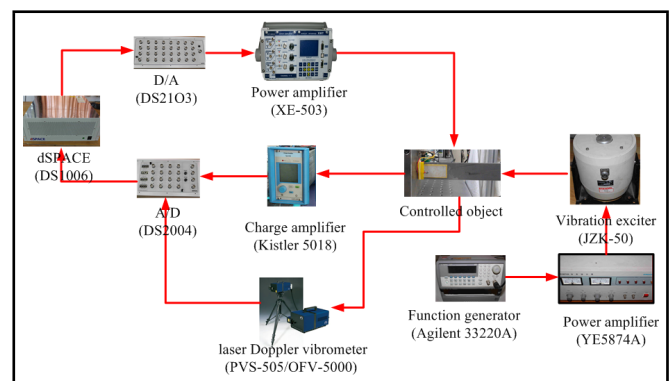 D/A
(DS21O3)
Power amplifier
(XE-503)
dSPACE
(DS1006)
A/D
(DS2004)
Charge amplifier
(Kistler 5018)
Controlled object
Vibration exciter
(JZK-50)
Function generator
(Agilent 33220A)
Power amplifier
(YE5874A)
laser Doppler vibrometer
(PVS-505/OFV-5000)